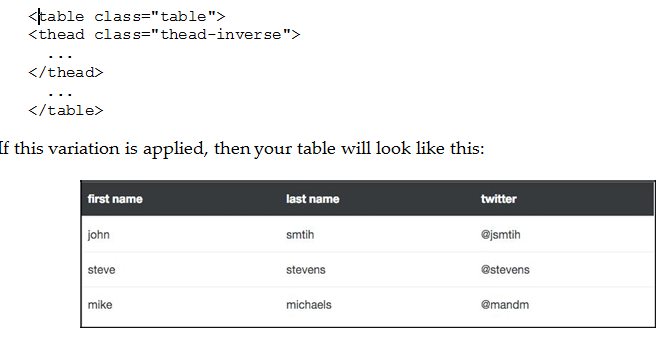 <table class="table">
<thead class="thead-inverse">
...
</thead>
...
</table>
If this variation is applied, then your table will look like this:
first name last name twitter
john smtih @jsmtih
steve stevens @stevens
mike michaels @mandm